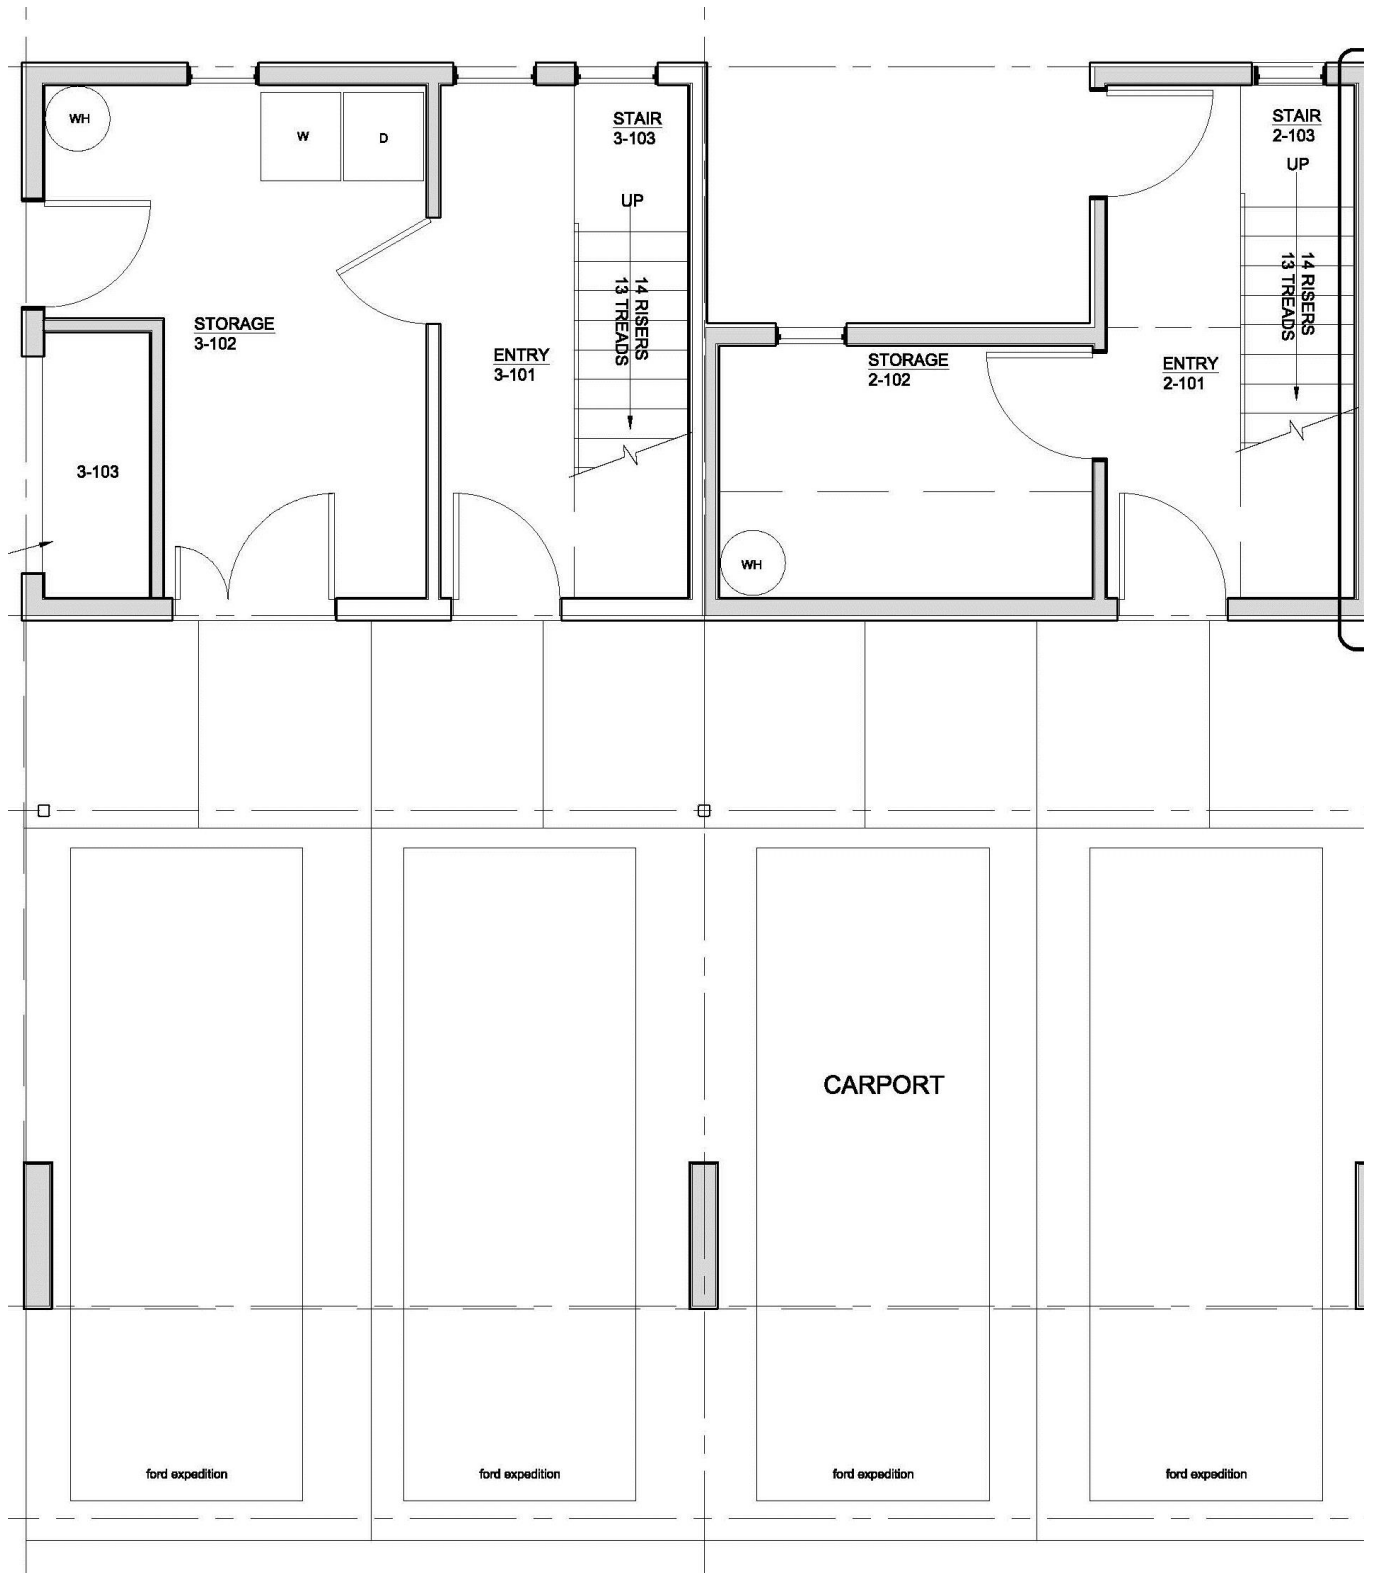 WH
W
D
STAIR
3-103
UP
14 RISERS
13 TREADS
STORAGE
3-102
ENTRY
3-101
3-103
STAIR
2-103
UP
14 RISERS
13 TREADS
STORAGE
2-102
ENTRY
2-101
WH
CARPORT
ford expedition
ford expedition
ford expedition
ford expedition